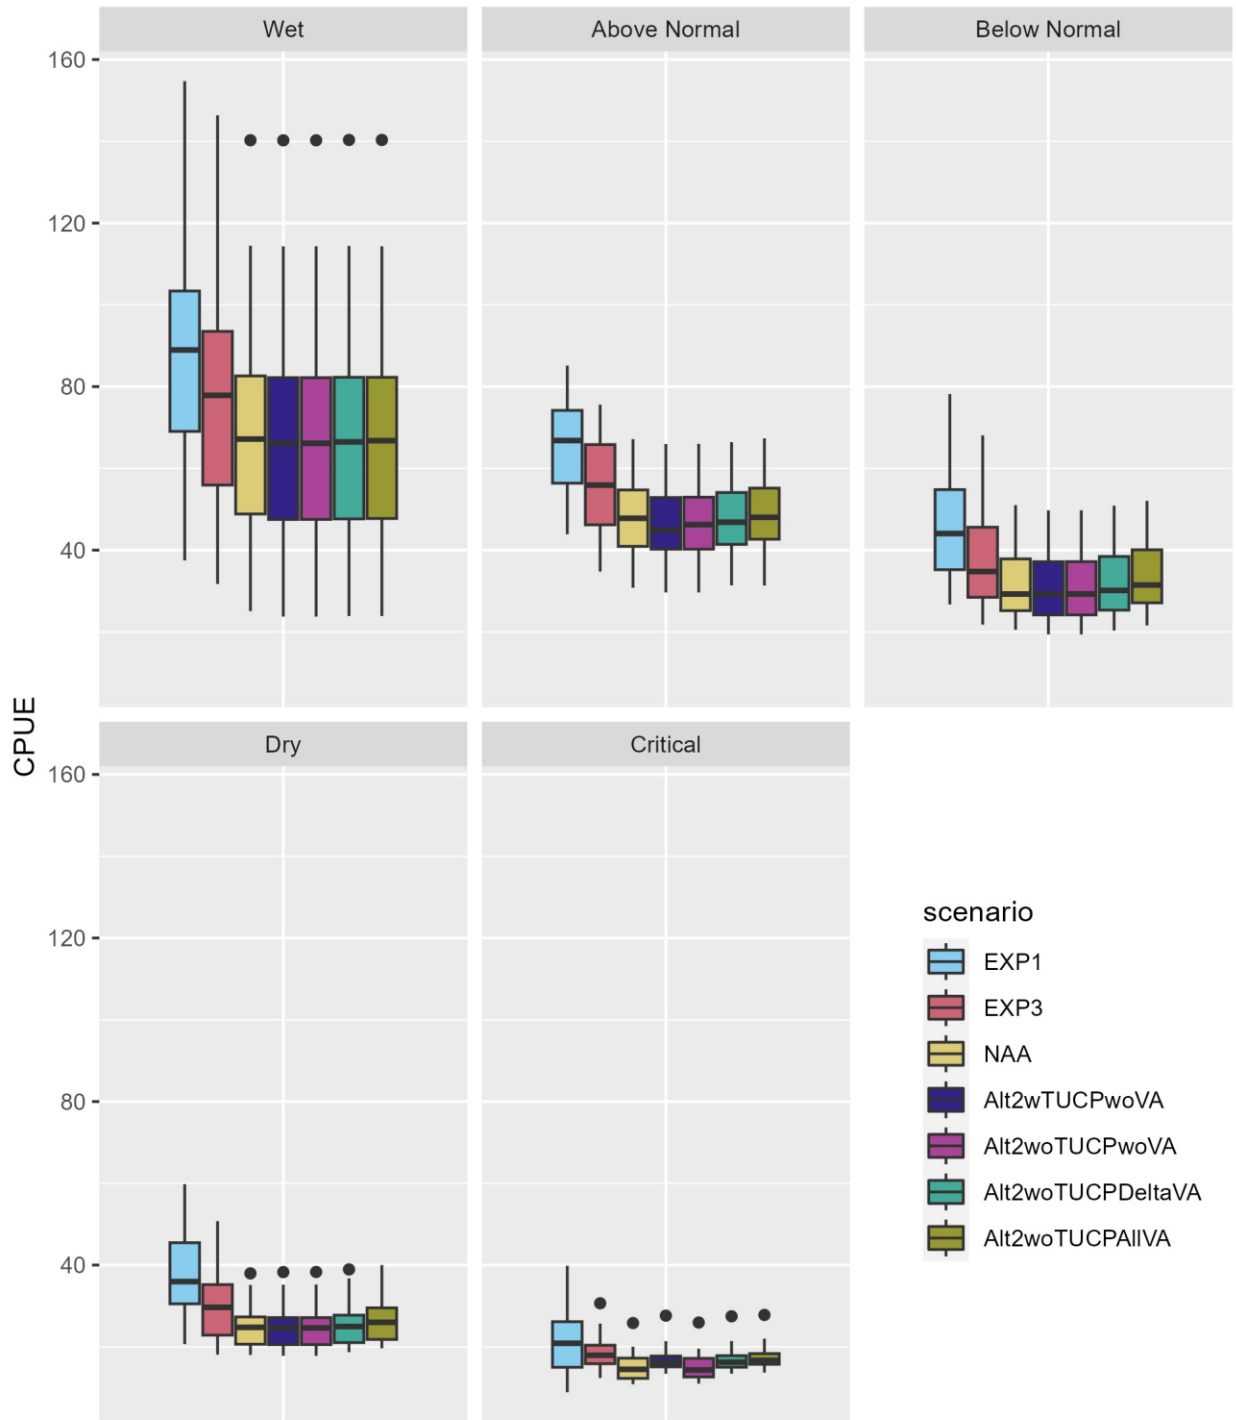 Wet
Above Normal
Below Normal
160
120
80
40
CPUE
Dry
Critical
160
120
80
40
scenario
EXP1
EXP3
NAA
Alt2wTUCPwoVA
Alt2woTUCPwoVA
Alt2woTUCPDeltaVA
Alt2woTUCPAllVA